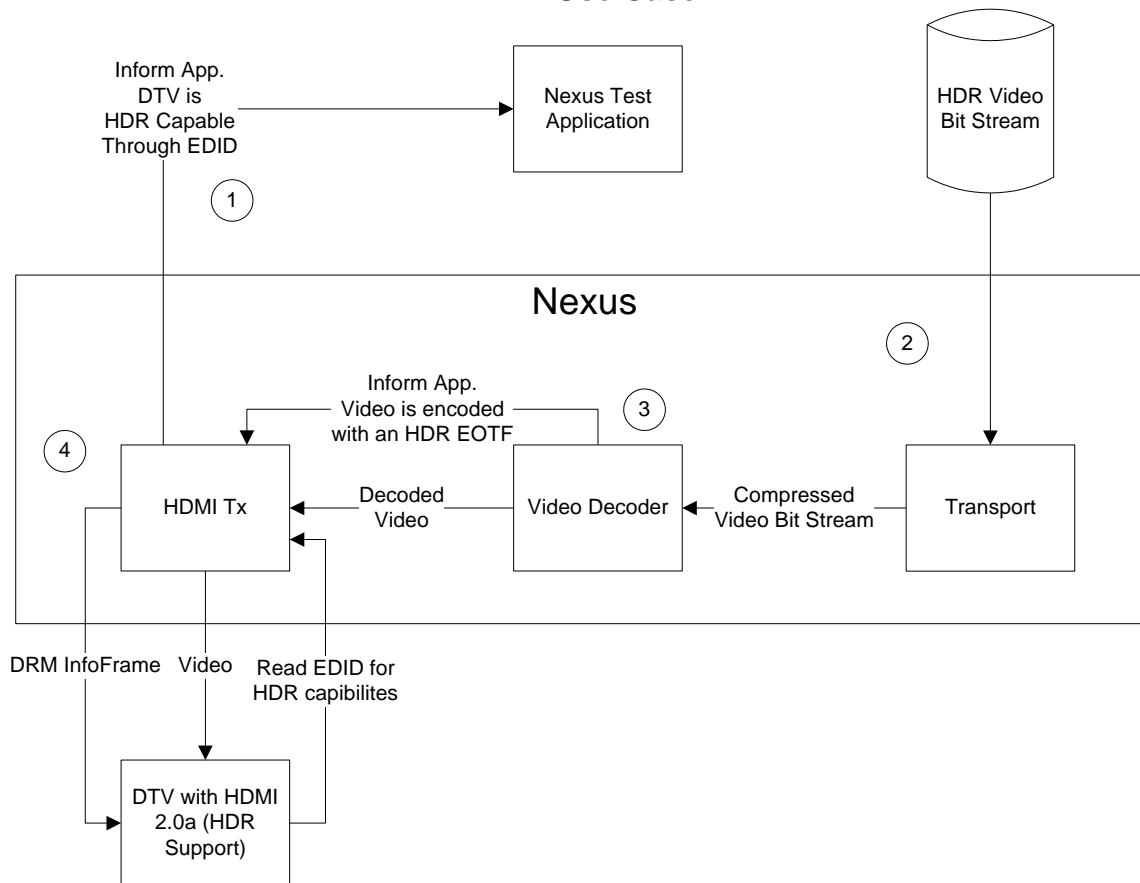 Inform App.
DTV is
HDR Capable
Through EDID
Nexus Test
Application
HDR Video
Bit Stream
1
Nexus
2
Inform App.
Video is encoded
with an HDR EOTF
3
4
HDMI Tx
Decoded
Video
Video Decoder
Compressed
Video Bit Stream
Transport
DRM InfoFrame
Video
Read EDID for
HDR capibilites
DTV with HDMI
2.0a (HDR
Support)